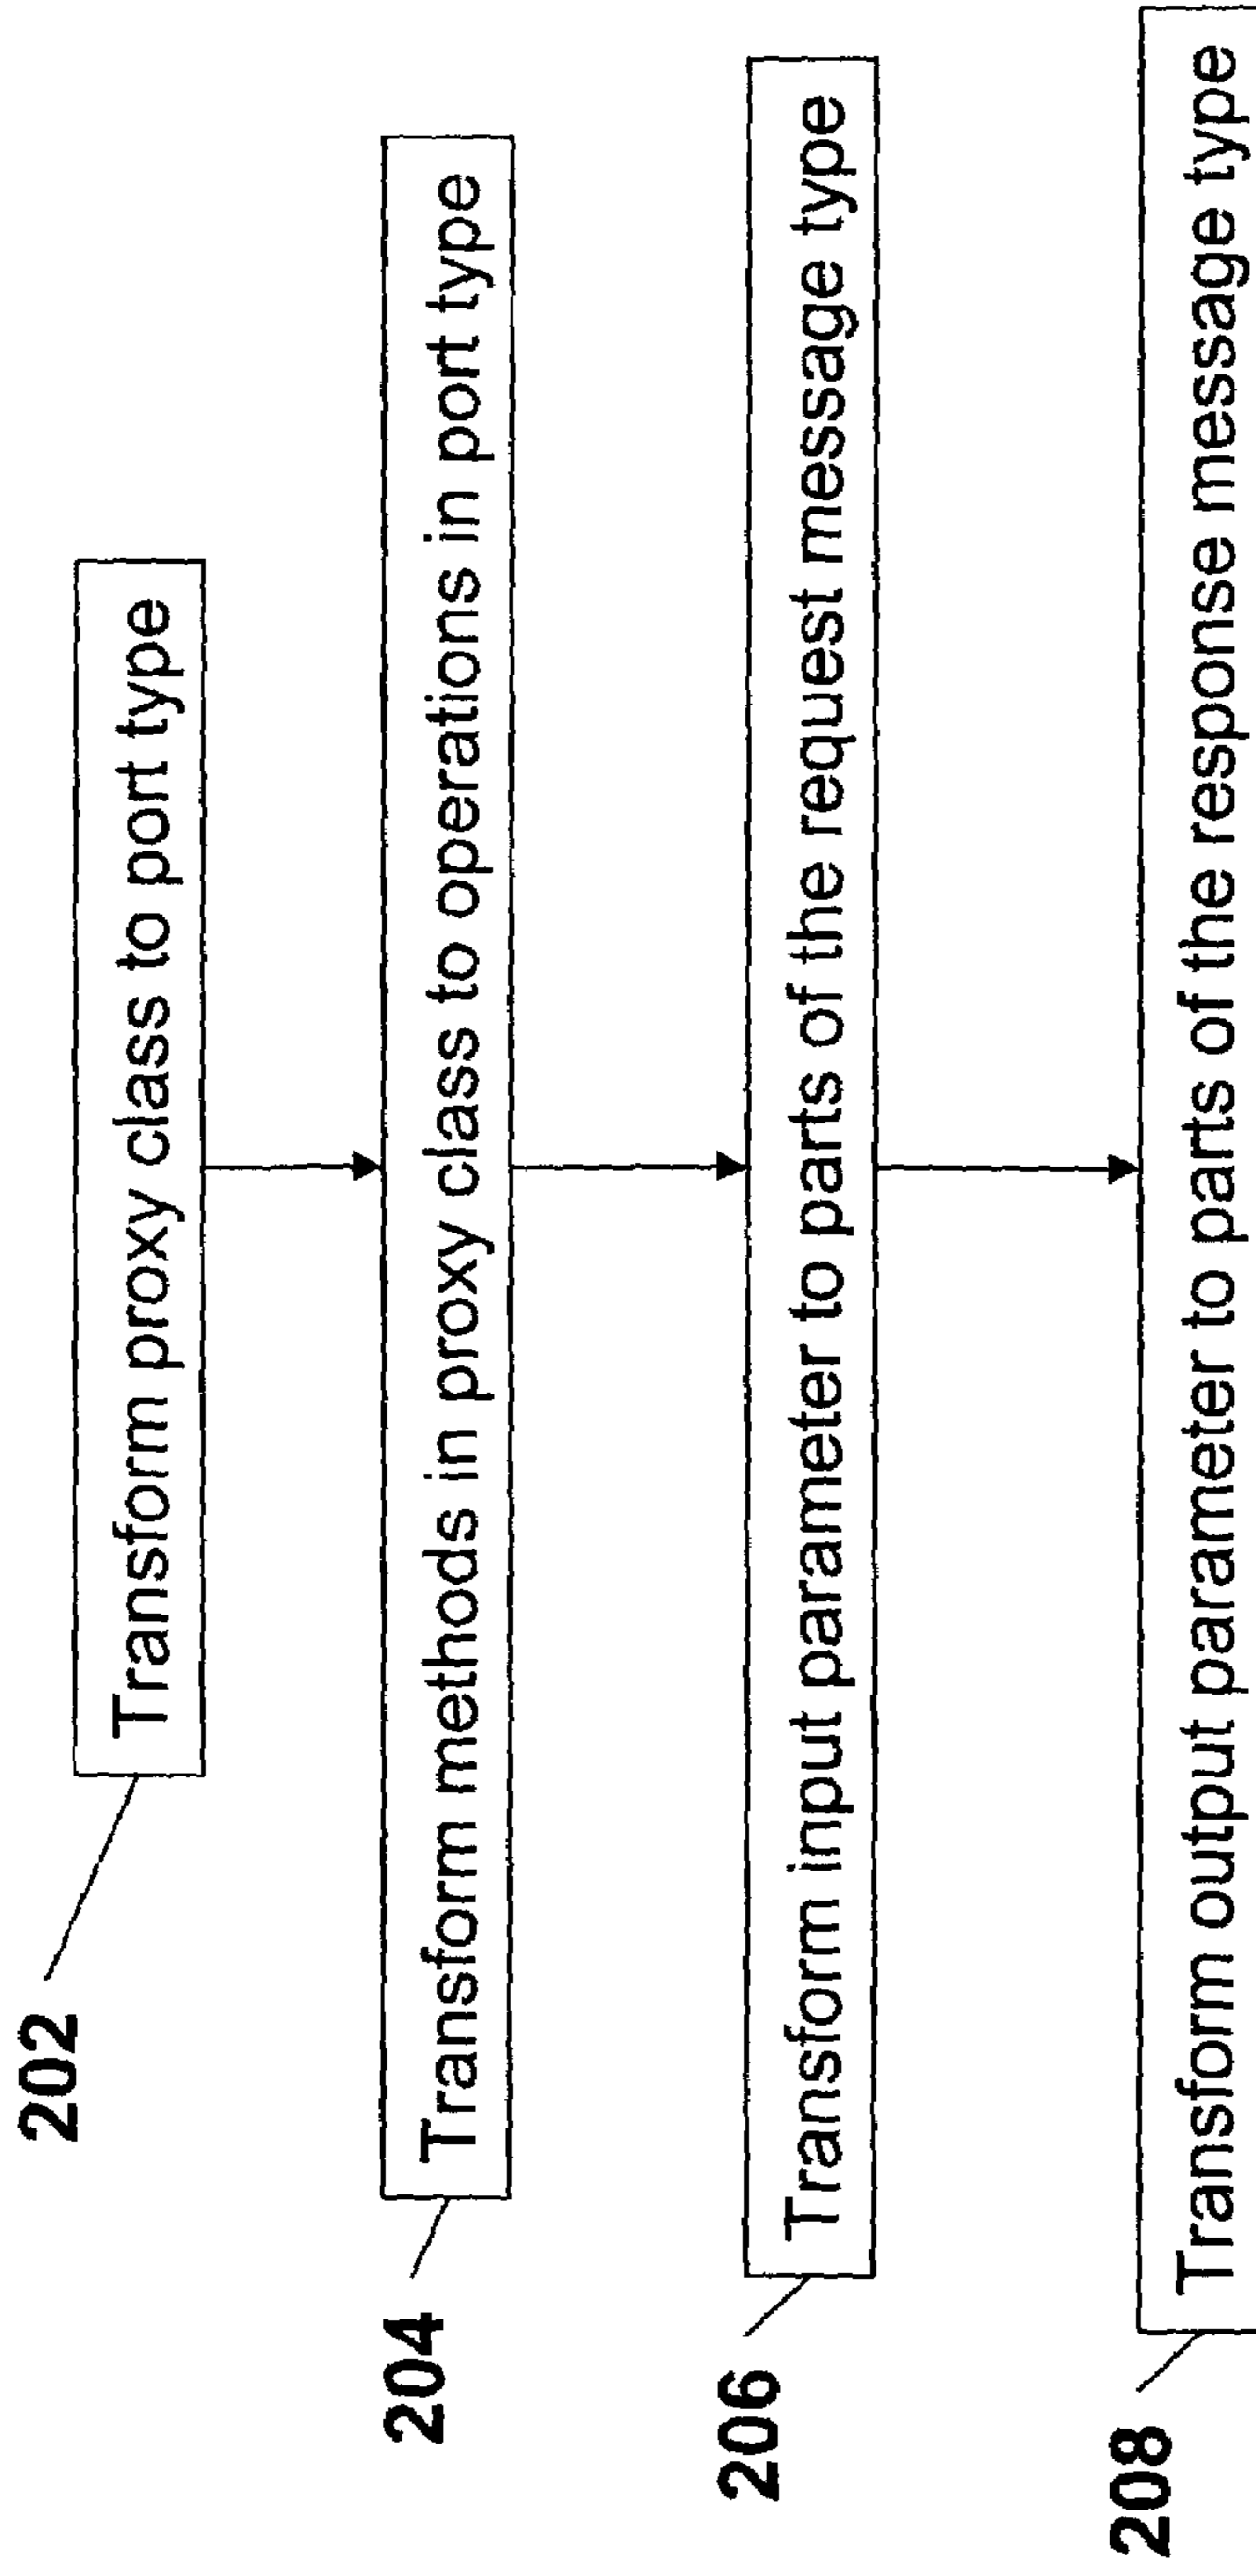 202
Transform proxy class to port type
204
Transform methods in proxy class to operations in port type
206
Transform input parameter to parts of the request message type
208
Transform output parameter to parts of the response message type